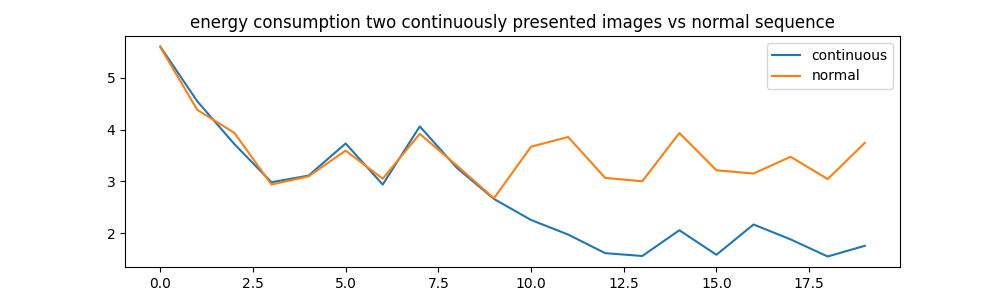 energy consumption two continuously presented images vs normal sequence
continuous
normal
5
4
3
2
0.0 2.5 5.0 7.5 10.0 12.5 15.0 17.5